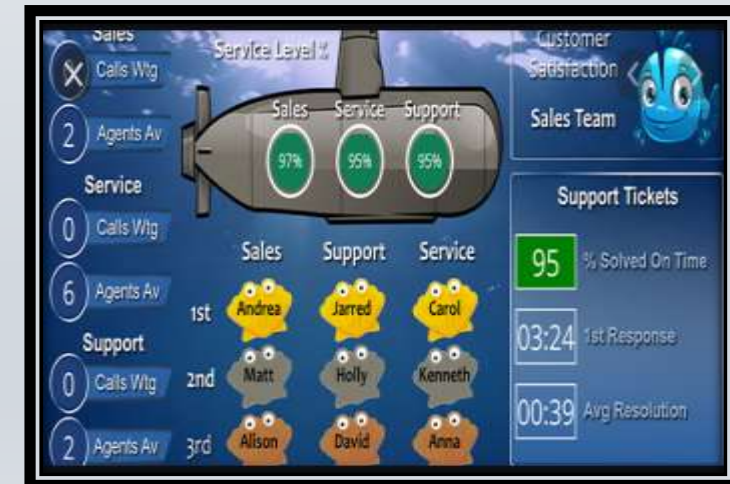 Sales
Calls Wtg
2 Agents Av
Service
0 Calls Wtg
6 Agents Av
Support
0 Calls Wtg
2 Agents Av
Service Level %
Sales Service Support
97% 95% 95%
Sales Support Service
1st Andrea Jarred Carol
2nd Matt Holly Kenneth
3rd Alison David Anna
Customer
Satisfaction
Sales Team
Support Tickets
95 % Solved On Time
03:24 1st Response
00:39 Avg Resolution